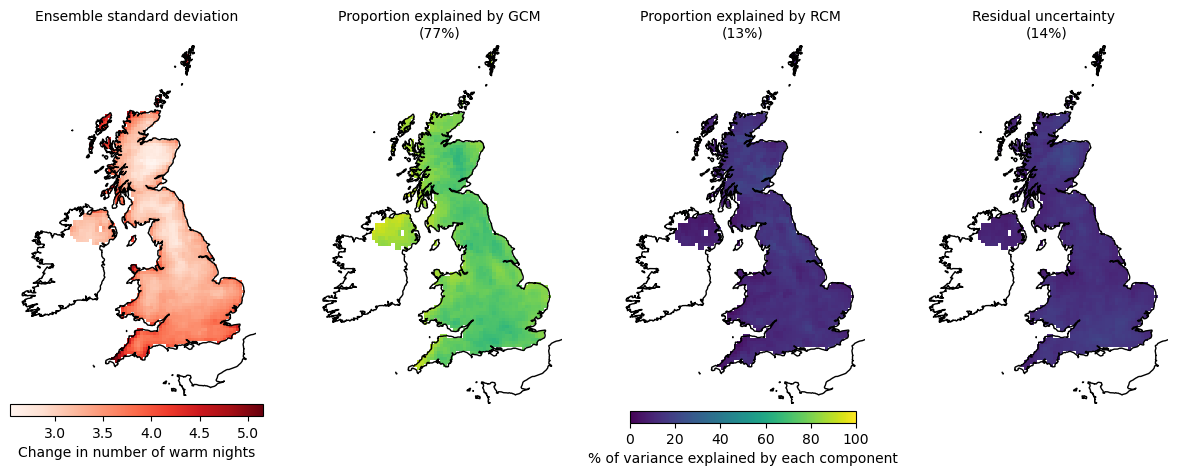 Ensemble standard deviation
Proportion explained by GCM
(77%)
Proportion explained by RCM
(13%)
Residual uncertainty
(14%)
3.0 3.5 4.0 4.5 5.0
Change in number of warm nights
0 20 40 60 80 100
% of variance explained by each component